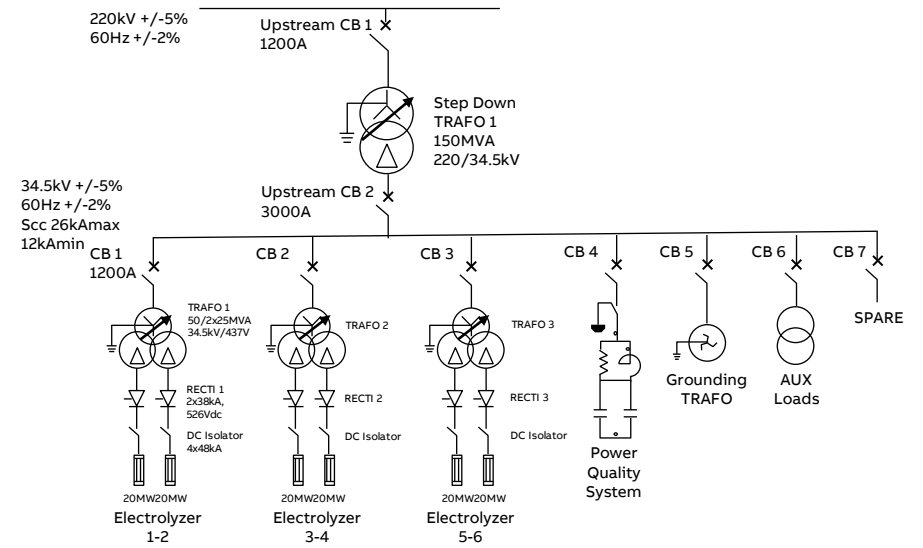 220kV +/-5%
60Hz +/-2%
Upstream CB 1
1200A
Step Down
TRAFO 1
150MVA
220/34.5kV
Upstream CB 2
3000A
34.5kV +/-5%
60Hz +/-2%
Scc 26kAmax
12kAmin
CB 1
1200A
CB 2
CB 3
CB 4
CB 5
CB 6
CB 7
TRAFO 1
50/2x25MVA
34.5kV/437V
TRAFO 2
TRAFO 3
SPARE
RECTI 1
2x38kA,
526Vdc
RECTI 2
RECTI 3
Grounding
TRAFO
AUX
Loads
DC Isolator
4x48kA
DC Isolator
DC Isolator
Power
Quality
System
20MW20MW
Electrolyzer
1-2
20MW20MW
Electrolyzer
3-4
20MW20MW
Electrolyzer
5-6